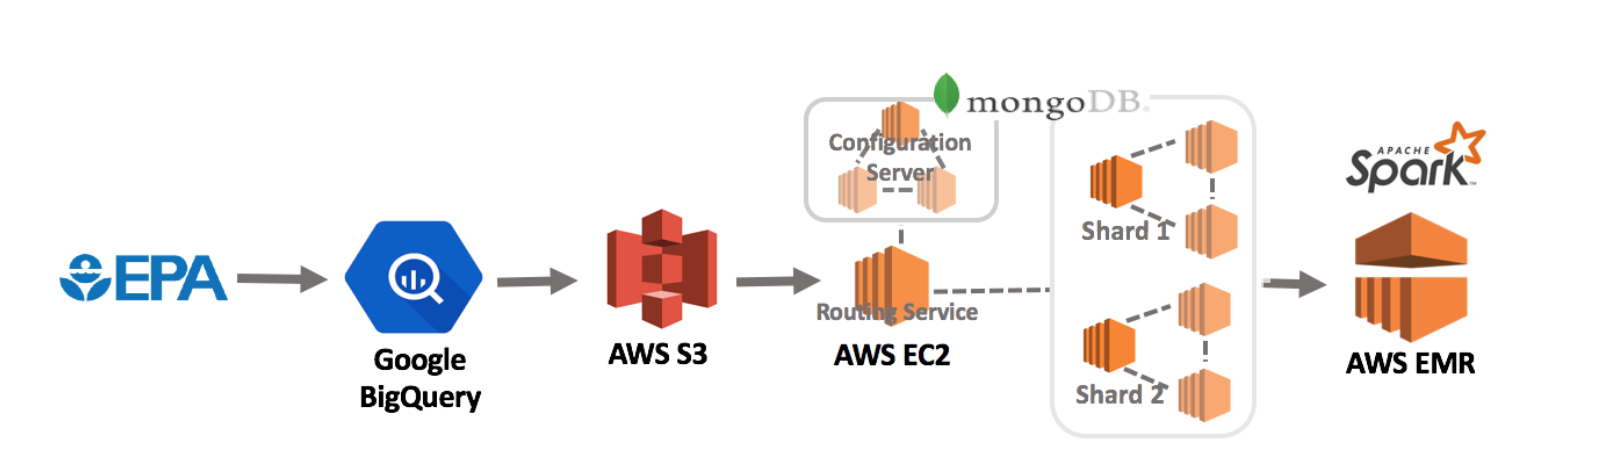 EPA
Google
BigQuery
AWS S3
mongoDB®
Configuration
Server
Routing Service
AWS EC2
Shard 1
Shard 2
APACHE
Spark™
AWS EMR